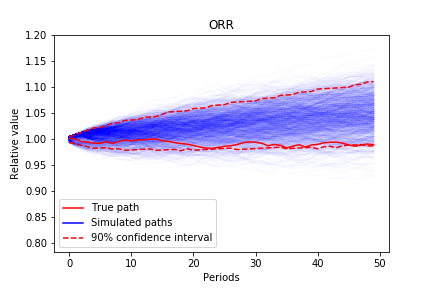 ORR
1.20
1.15
1.10
1.05
1.00
0.95
0.90
0.85
0.80
Relative value
True path
Simulated paths
90% confidence interval
0 10 20 30 40 50
Periods